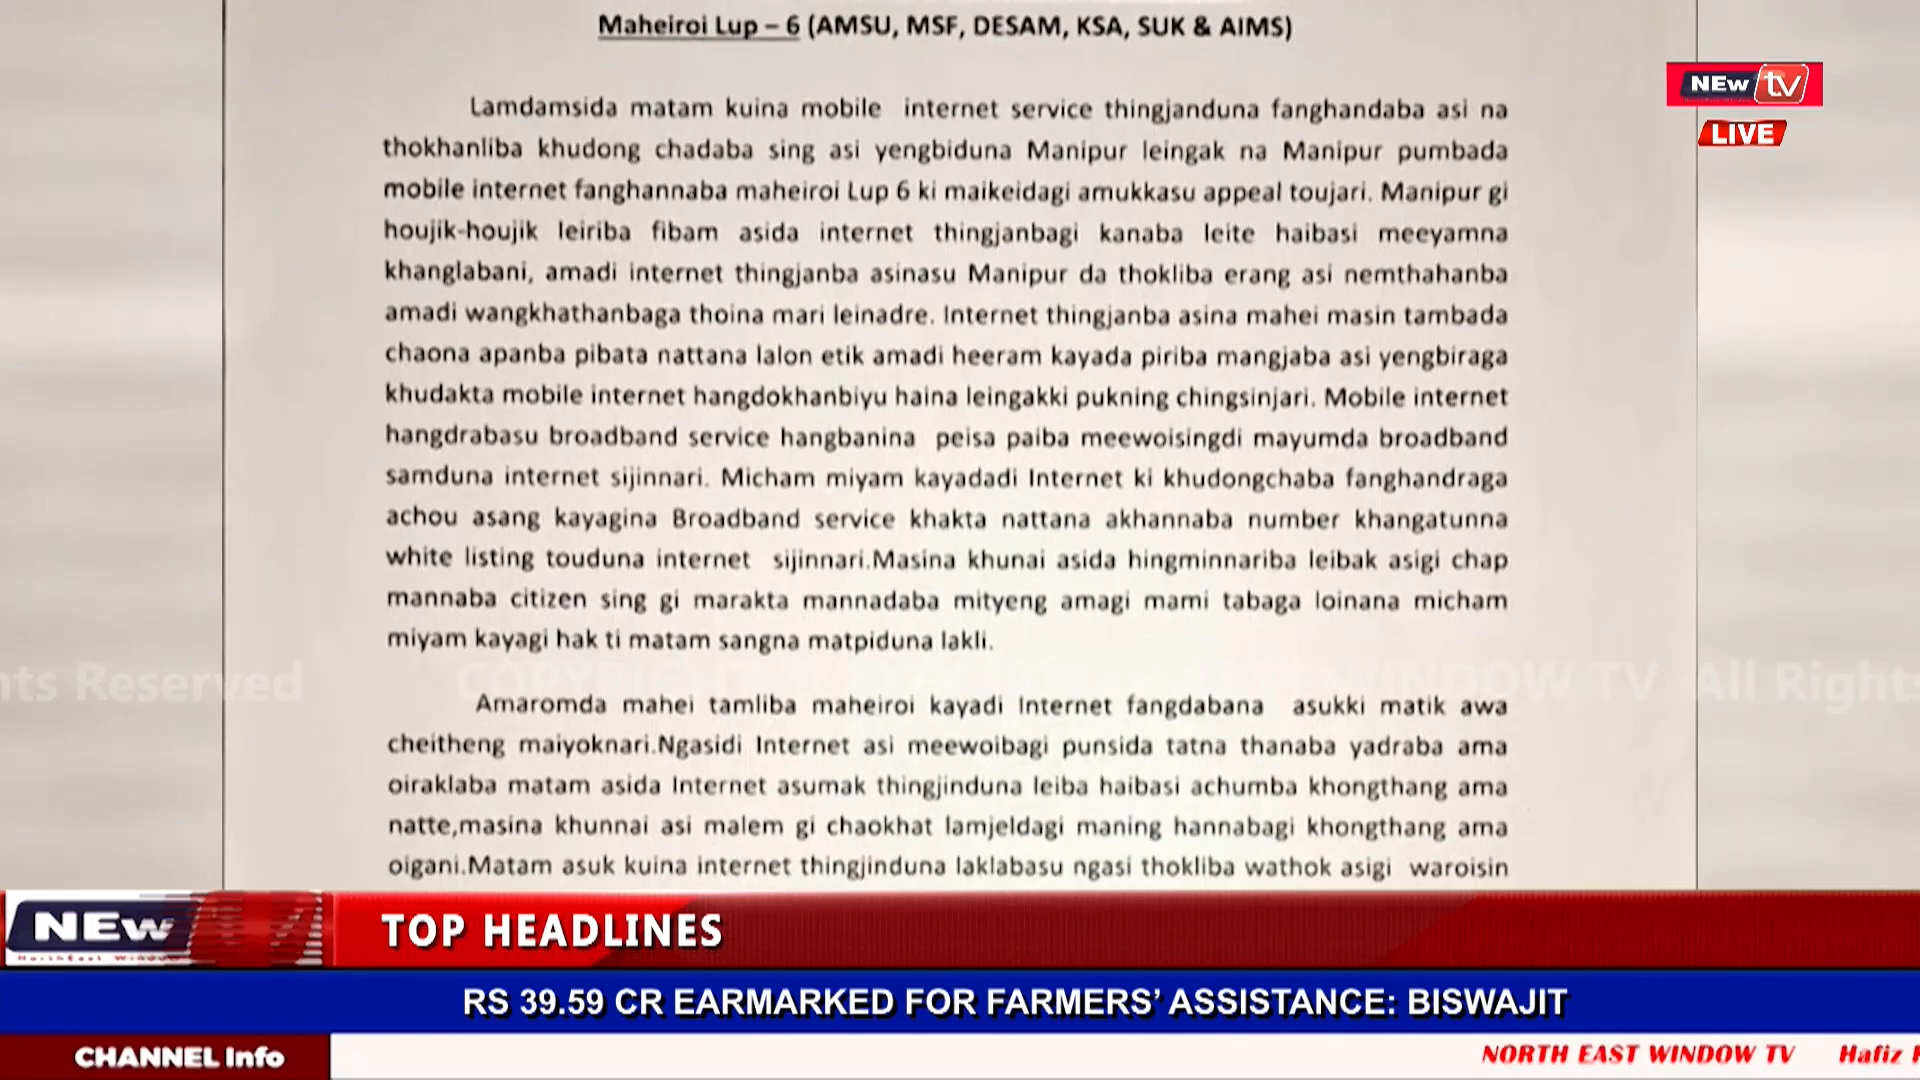 Maheiroi Lup – 6 (AMSU, MSF, DESAM, KSA, SUK & AIMS)
NEw tv
LIVE
Lamdamsida matam kuina mobile internet service thingjanduna fanghandaba asi na
thokhanliba khudong chadaba sing asi yengbiduna Manipur leingak na Manipur pumbada
mobile internet fanghannaba maheiroi Lup 6 ki maikeidagi amukkasu appeal toujari. Manipur gi
houjik-houjik leiriba fibam asida internet thingjanbagi kanaba leite haibasi meeyamna
khanglabani, amadi internet thingjanba asinasu Manipur da thokliba erang asi nemthahanba
amadi wangkhathanbaga thoina mari leinadre. Internet thingjanba asina mahei masin tambada
chaona apanba pibata nattana lalon etik amadi heeram kayada piriba mangjaba asi yengbiraga
khudakta mobile internet hangdokhanbiyu haina leingakki pukning chingsinjari. Mobile internet
hangdrabasu broadband service hangbanina peisa paiba meewoisingdi mayumda broadband
samduna internet sijinnari. Micham miyam kayadadi Internet ki khudongchaba fanghandraga
achou asang kayagina Broadband service khakta nattana akhannaba number khangatunna
white listing touduna internet sijinnari.Masina khunai asida hingminnariba leibak asigi chap
mannaba citizen sing gi marakta mannadaba mityeng amagi mami tabaga loinana micham
miyam kayagi hak ti matam sangna matpiduna lakli.
nts Reserved COPYRIGHT EAST WINDOW TV All Rights
Amaromda mahei tamliba maheiroi kayadi Internet fangdabana asukki matik awa
cheitheng maiyoknari.Ngasidi Internet asi meewoibagi punsida tatna thanaba yadraba ama
oiraklaba matam asida Internet asumak thingjinduna leiba haibasi achumba khongthang ama
natte,masina khunnai asi malem gi chaokhat lamjeldagi maning hannabagi khongthang ama
oigani.Matam asuk kuina internet thingjinduna laklabasu ngasi thokliba wathok asigi waroisin
NEw
TOP HEADLINES
RS 39.59 CR EARMARKED FOR FARMERS’ ASSISTANCE: BISWAJIT
CHANNEL Info
NORTH EAST WINDOW TV Hafiz